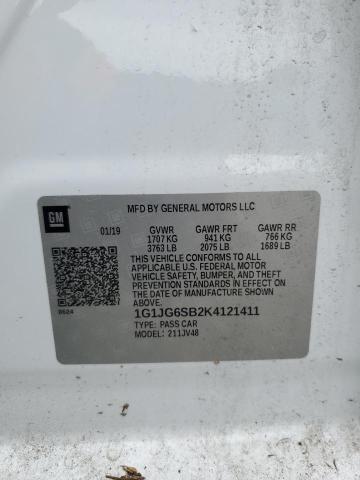 GM
MFD BY GENERAL MOTORS LLC
01/19 GVWR GAWR FRT GAWR RR
1707 KG 941 KG 766 KG
3763 LB 2075 LB 1689 LB
THIS VEHICLE CONFORMS TO ALL
APPLICABLE U.S. FEDERAL MOTOR
VEHICLE SAFETY, BUMPER, AND THEFT
PREVENTION STANDARDS IN EFFECT ON
THE DATE OF MANUFACTURE SHOWN
ABOVE.
0624 1G1JG6SB2K4121411
TYPE: PASS CAR
MODEL: 211JV48